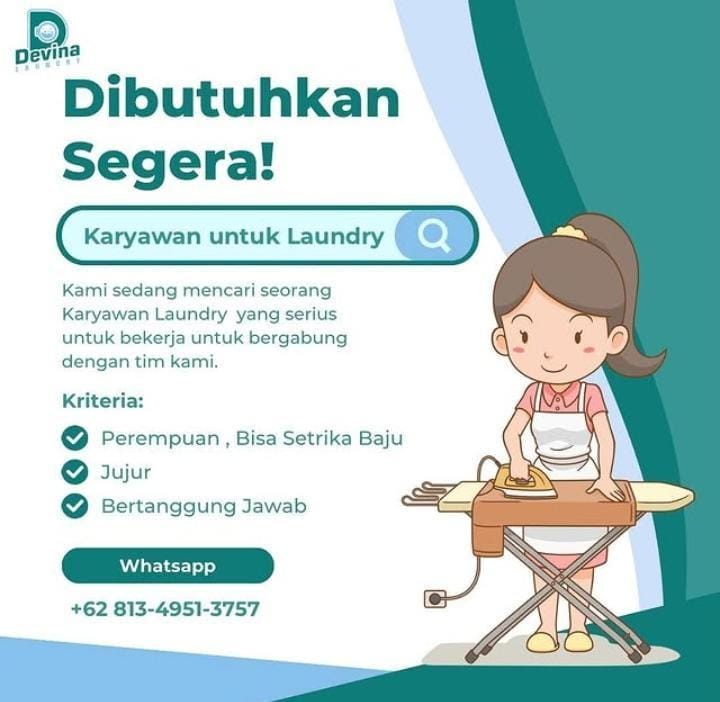 Devina
LAUNDRY
Dibutuhkan
Segera!
Karyawan untuk Laundry
Kami sedang mencari seorang
Karyawan Laundry yang serius
untuk bekerja untuk bergabung
dengan tim kami.
Kriteria:
Perempuan , Bisa Setrika Baju
Jujur
Bertanggung Jawab
Whatsapp
+62 813-4951-3757